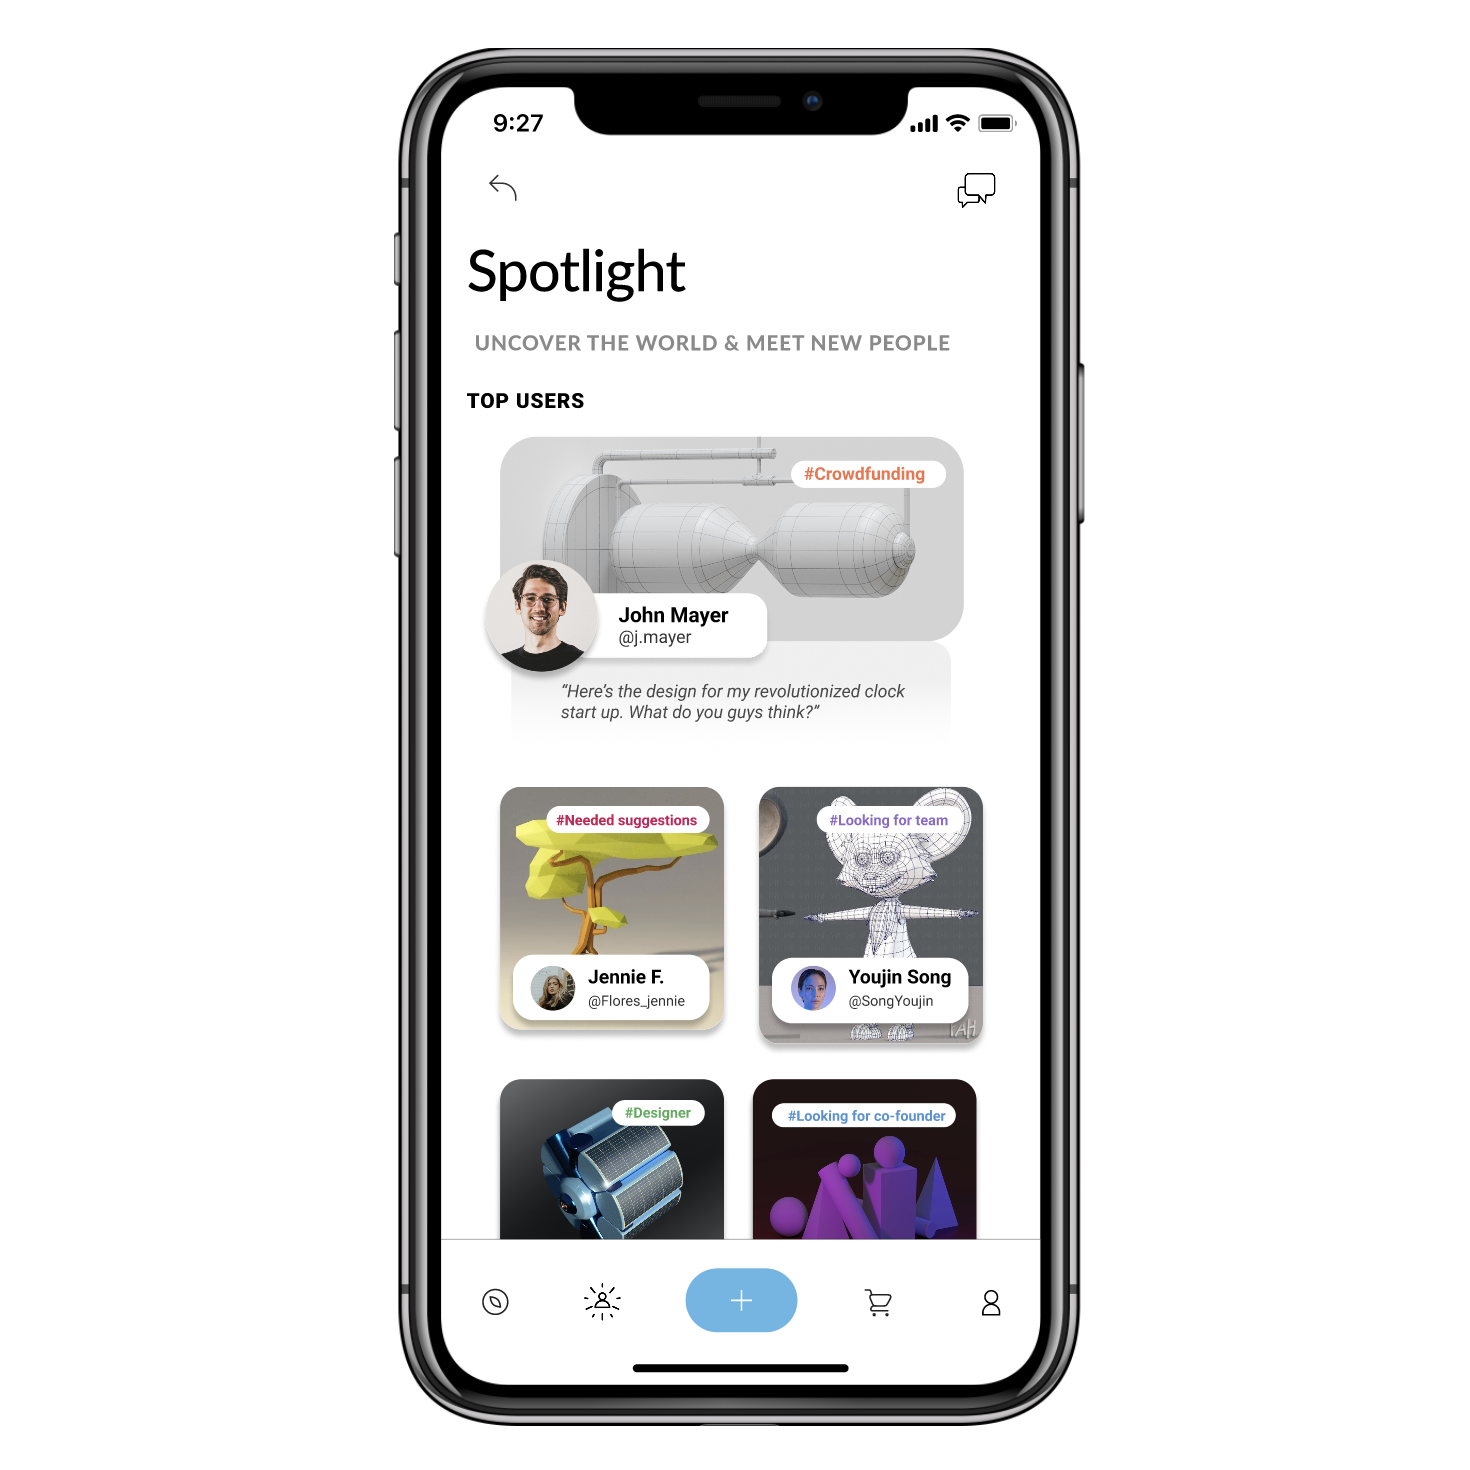 9:27
Spotlight
UNCOVER THE WORLD & MEET NEW PEOPLE
TOP USERS
#Crowdfunding
John Mayer
@j.mayer
“Here’s the design for my revolutionized clock
start up. What do you guys think?”
#Needed suggestions
Jennie F.
@Flores_jennie
#Looking for team
Youjin Song
@SongYoujin
#Designer
#Looking for co-founder